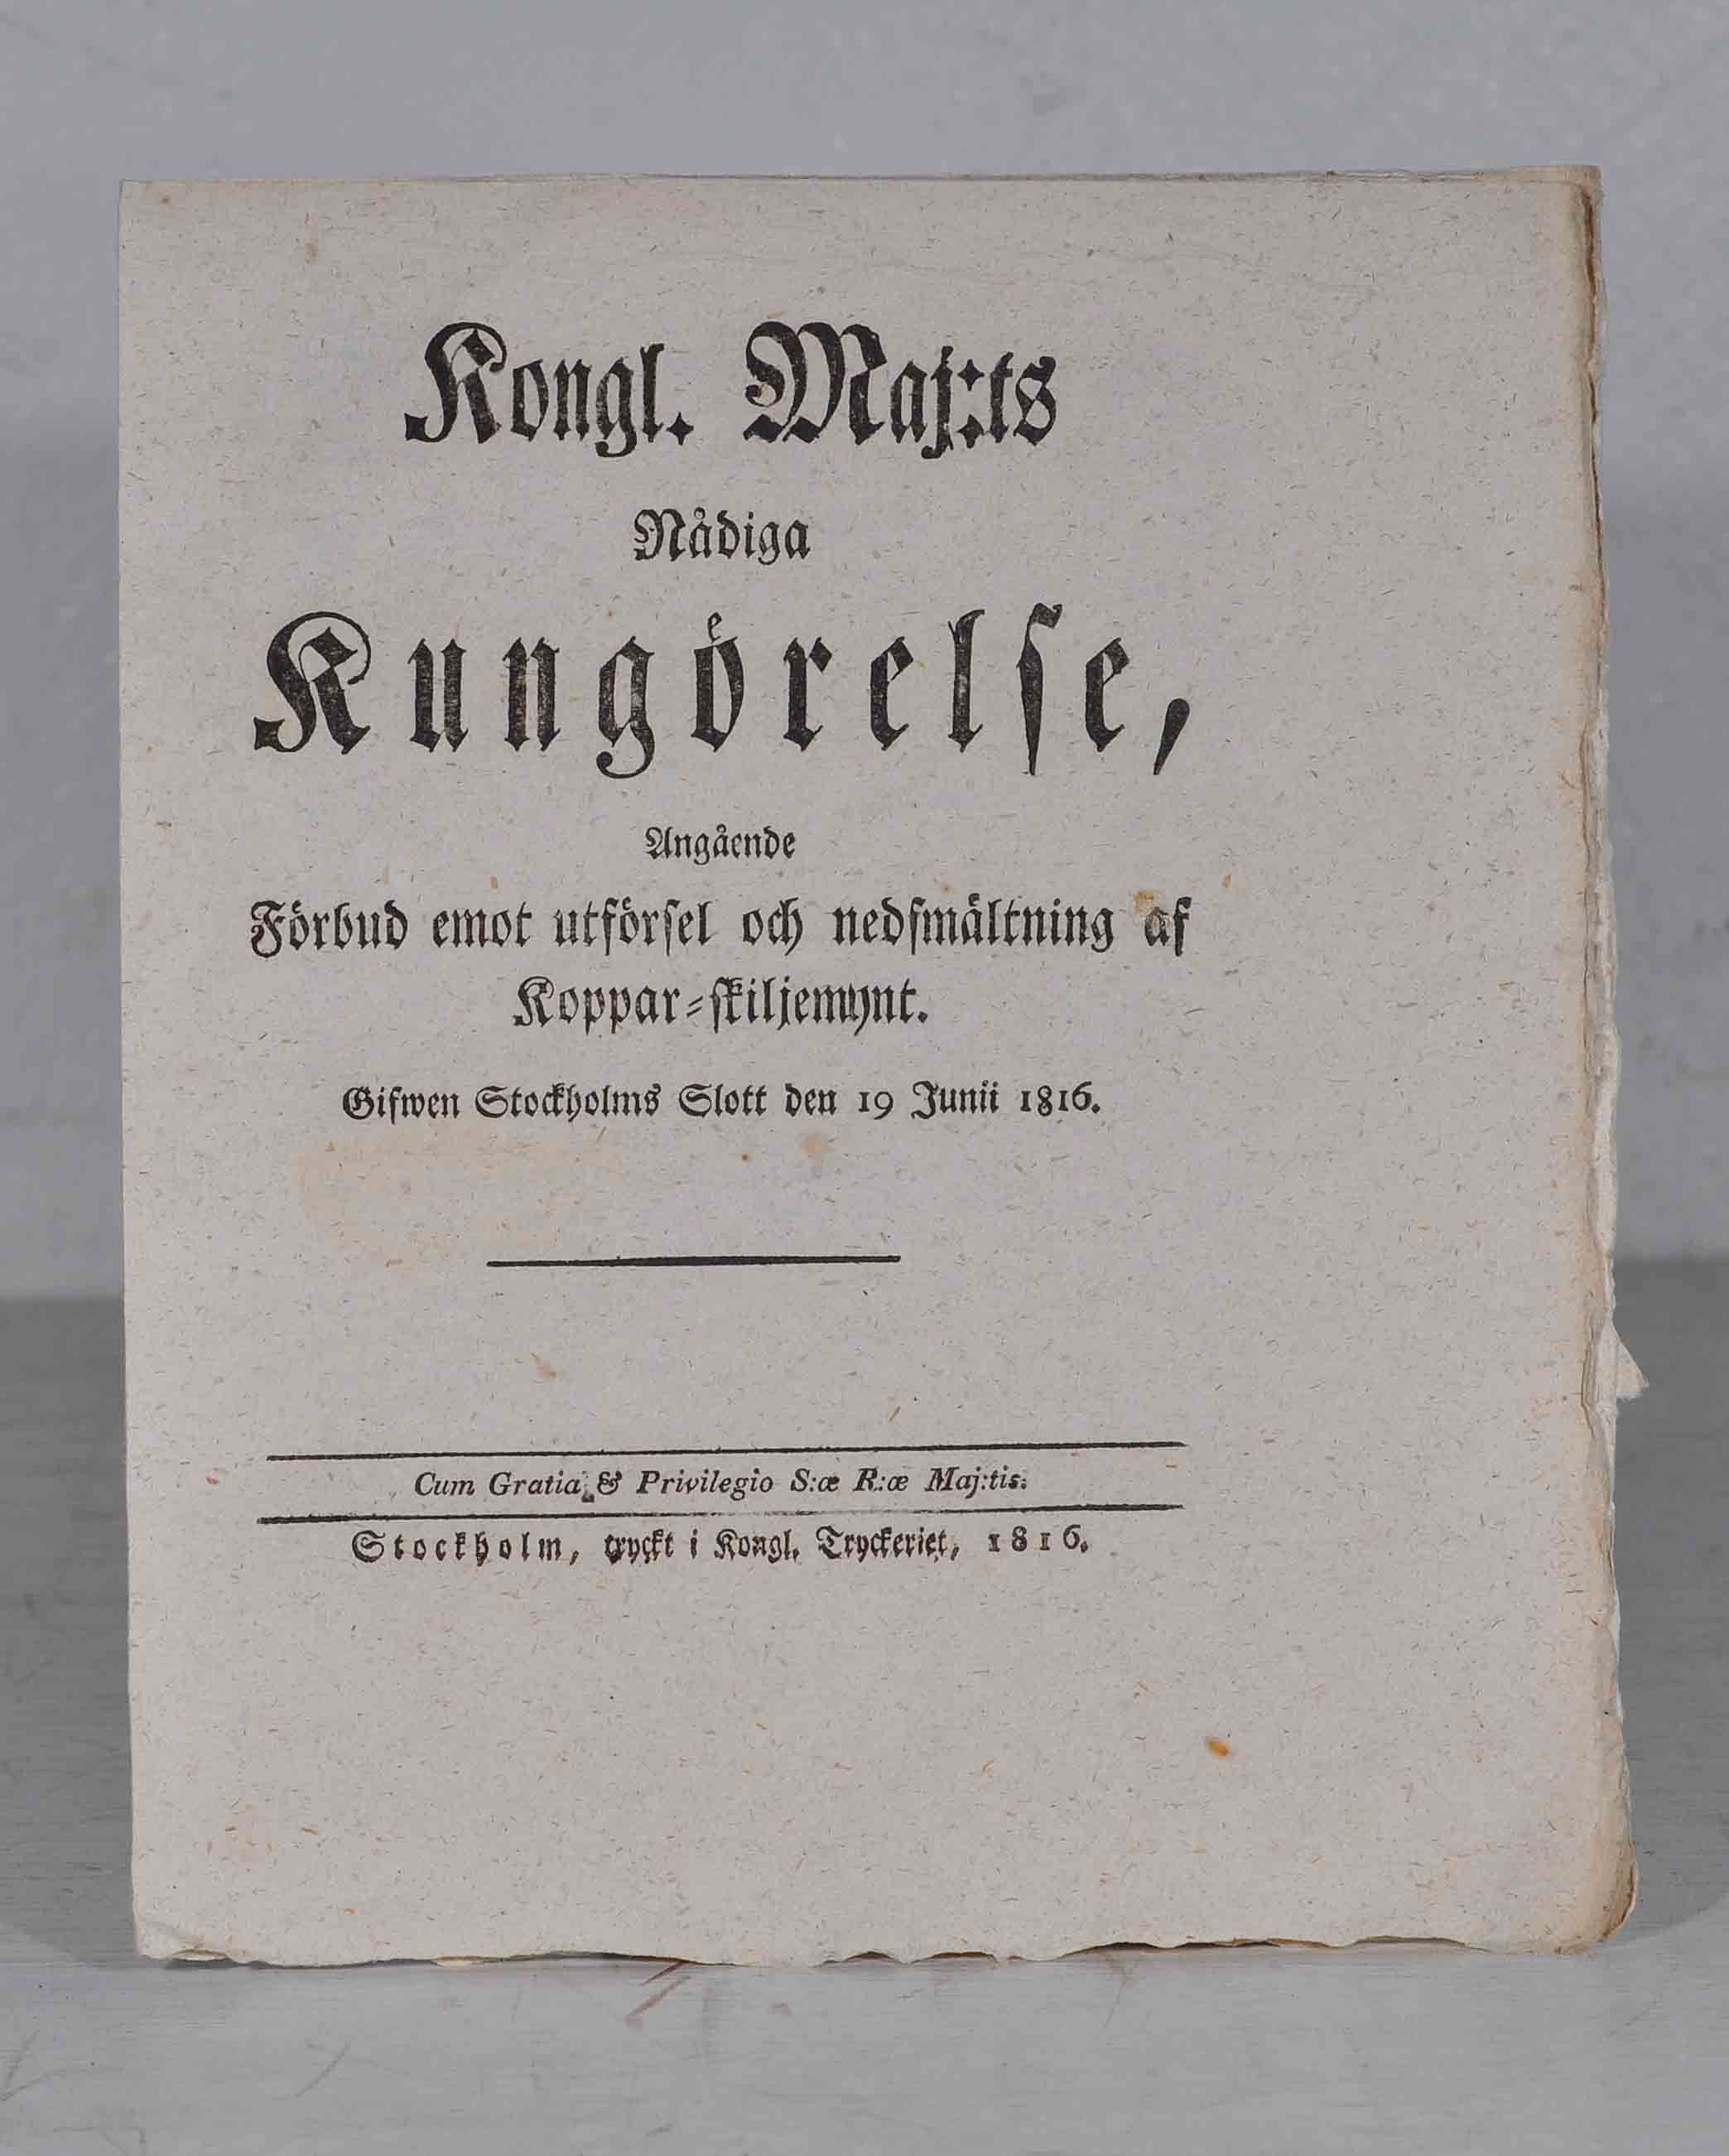 Kongl. Maj:ts
Nådiga
Kungörelse,
Angående
Förbud emot utförsel och nedsmältning af
Koppar-skiljemynt.
Gifwen Stockholms Slott den 19 Junii 1816.
Cum Gratia & Privilegio S:æ R:æ Maj:tis.
Stockholm, tryckt i Kongl. Tryckeriet, 1816.